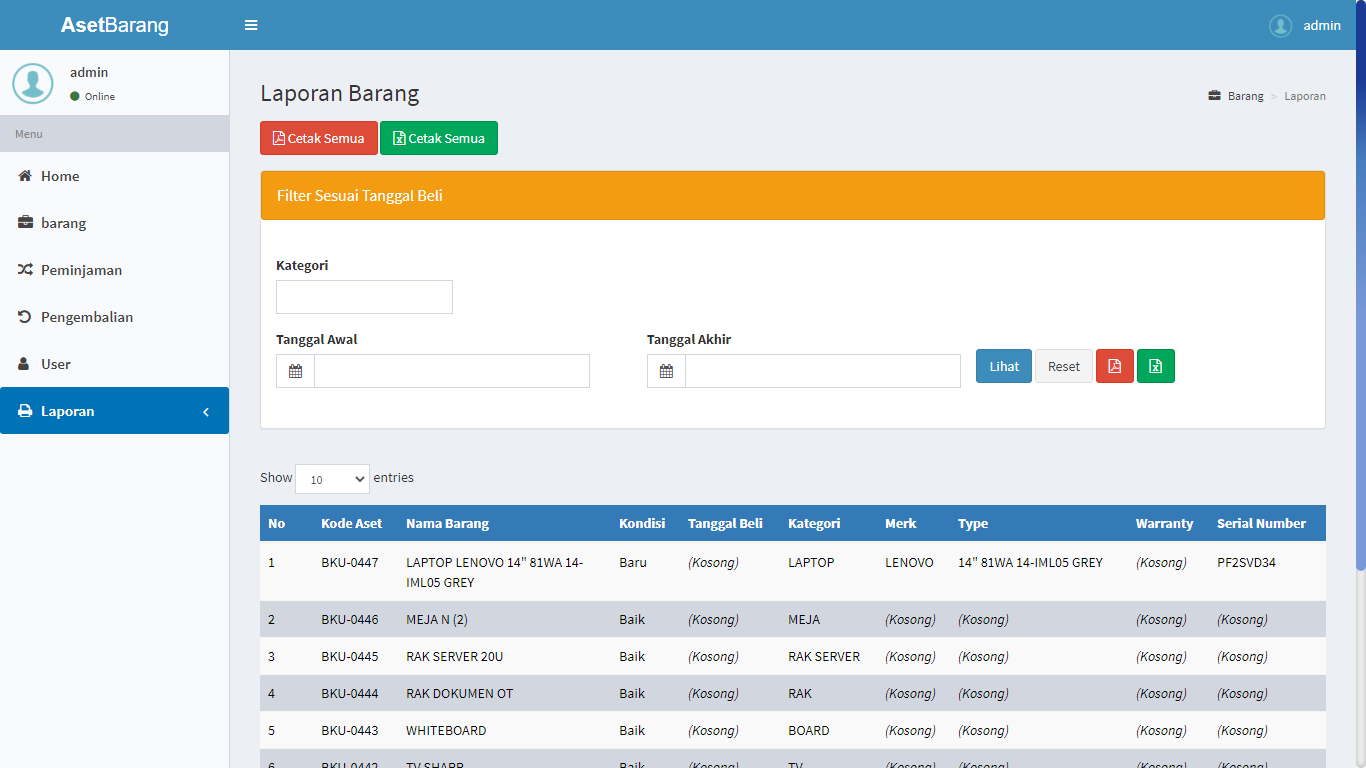 AsetBarang
admin
admin
Online
Menu
Home
barang
Peminjaman
Pengembalian
User
Laporan
Laporan Barang
Barang > Laporan
Cetak Semua Cetak Semua
Filter Sesuai Tanggal Beli
Kategori
Tanggal Awal Tanggal Akhir
Lihat Reset
Show 10 entries
No Kode Aset Nama Barang Kondisi Tanggal Beli Kategori Merk Type Warranty Serial Number
1 BKU-0447 LAPTOP LENOVO 14" 81WA 14- Baru (Kosong) LAPTOP LENOVO 14" 81WA 14-IML05 GREY (Kosong) PF2SVD34
IML05 GREY
2 BKU-0446 MEJA N (2) Baik (Kosong) MEJA (Kosong) (Kosong) (Kosong) (Kosong)
3 BKU-0445 RAK SERVER 20U Baik (Kosong) RAK SERVER (Kosong) (Kosong) (Kosong) (Kosong)
4 BKU-0444 RAK DOKUMEN OT Baik (Kosong) RAK (Kosong) (Kosong) (Kosong) (Kosong)
5 BKU-0443 WHITEBOARD Baik (Kosong) BOARD (Kosong) (Kosong) (Kosong) (Kosong)
6 BKU-0442 TV SHARP Baik (Kosong) TV (Kosong) (Kosong) (Kosong) (Kosong)